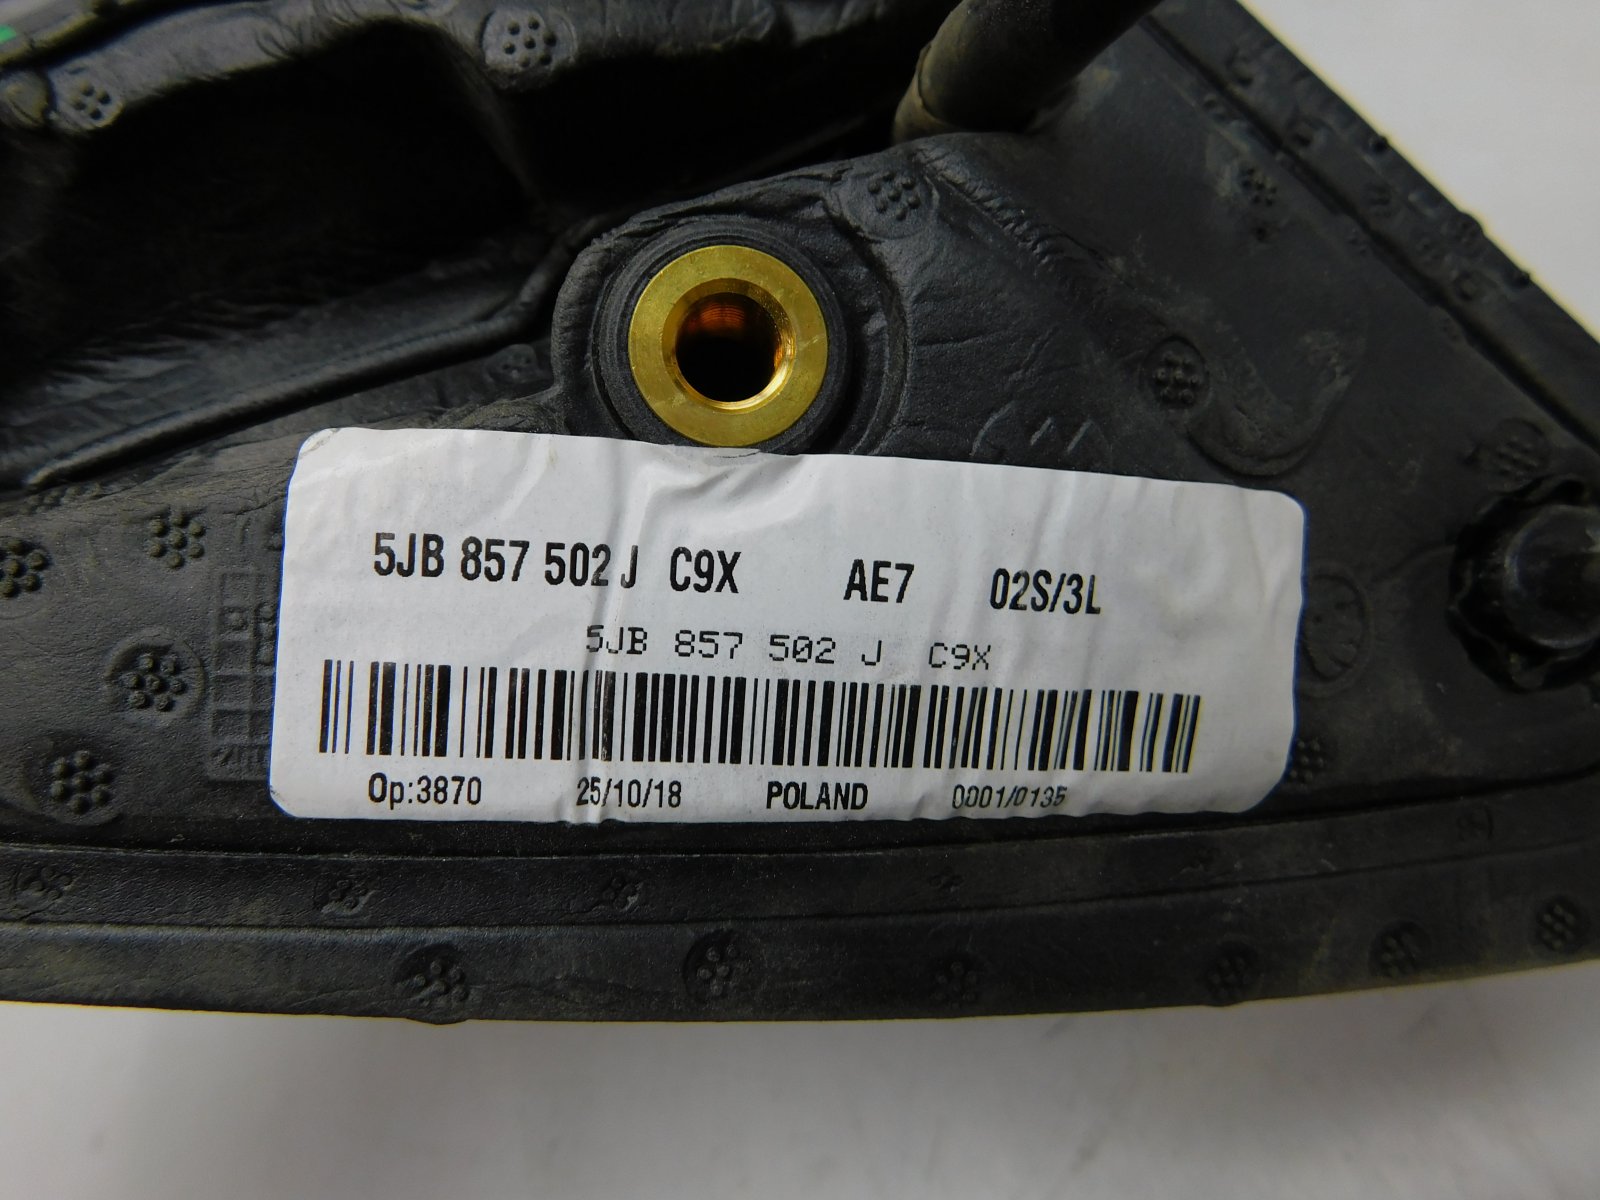 5JB 857 502 J C9X AE7 02S/3L
5JB 857 502 J C9X
Op:3870 25/10/18 POLAND 0001/0135